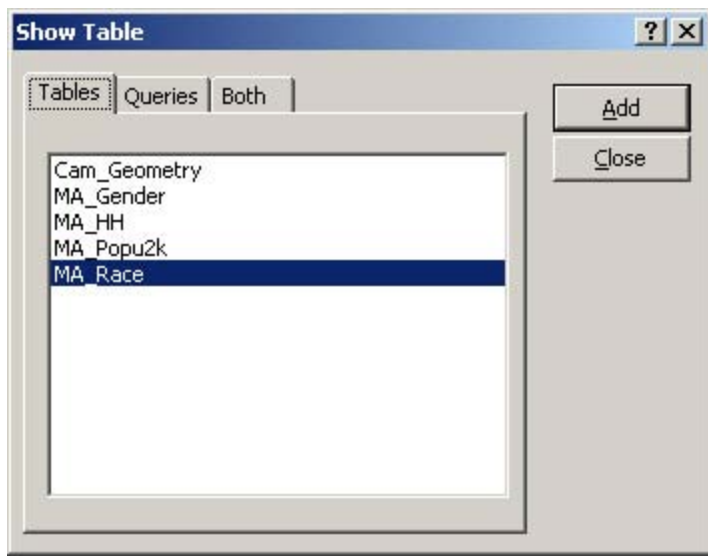 Show Table
Tables Queries Both
Add
Close
Cam_Geometry
MA_Gender
MA_HH
MA_Popu2k
MA_Race